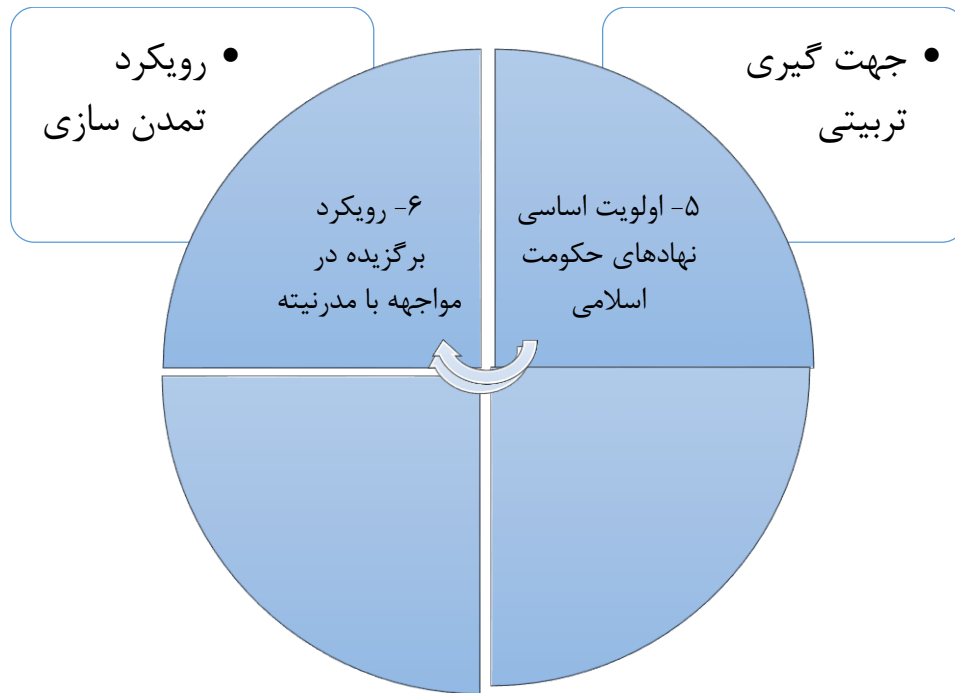 • جهت گیری
تربیتی
• رویکرد
تمدن سازی
۵- اولویت اساسی
نهادهای حکومت
اسلامی
۶- رویکرد
برگزیده در
مواجهه با مدرنیته